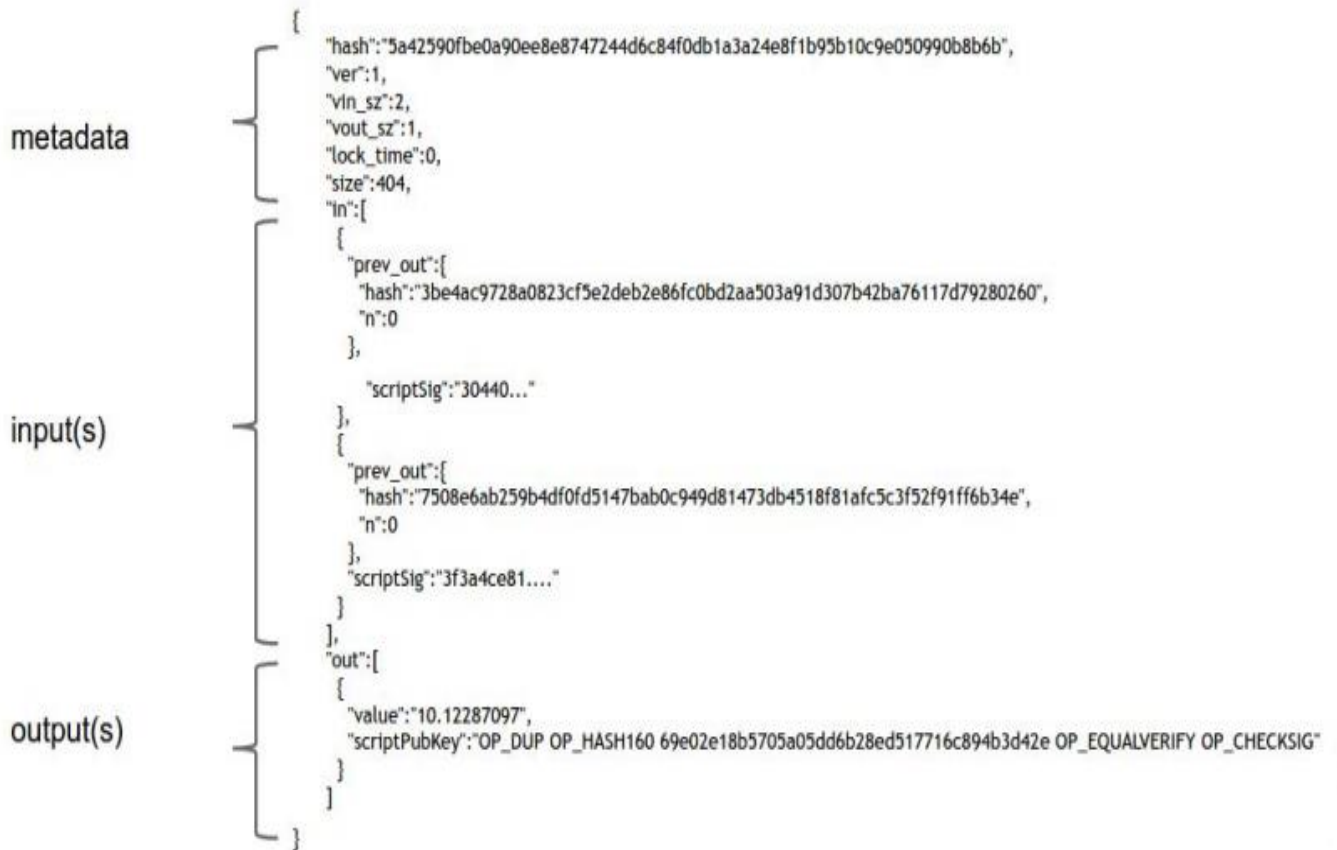 {
"hash":"5a42590fbe0a90ee8e8747244d6c84f0db1a3a24e8f1b95b10c9e050990b8b6b",
"ver":1,
"vin_sz":2,
metadata
"vout_sz":1,
"lock_time":0,
"size":404,
"in":[
{
"prev_out":[
"hash":"3be4ac9728a0823cf5e2deb2e86fc0bd2aa503a91d307b42ba76117d79280260",
"n":0
},
"scriptSig":"30440..."
},
input(s)
{
"prev_out":[
"hash":"7508e6ab259b4df0fd5147bab0c949d81473db4518f81afc5c3f52f91ff6b34e",
"n":0
},
"scriptSig":"3f3a4ce81...."
}
],
"out":[
{
"value":"10.12287097",
output(s)
"scriptPubKey":"OP_DUP OP_HASH160 69e02e18b5705a05dd6b28ed517716c894b3d42e OP_EQUALVERIFY OP_CHECKSIG"
}
]
}